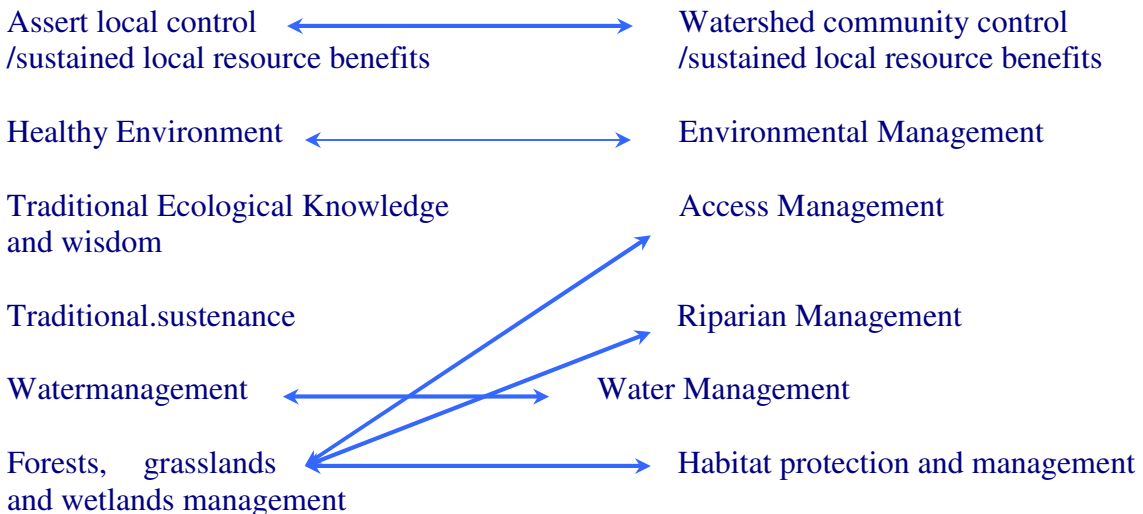 Assert local control
/sustained local resource benefits
Watershed community control
/sustained local resource benefits
Healthy Environment
Environmental Management
Traditional Ecological Knowledge
and wisdom
Access Management
Traditional.sustenance
Riparian Management
Watermanagement
Water Management
Forests, grasslands
and wetlands management
Habitat protection and management